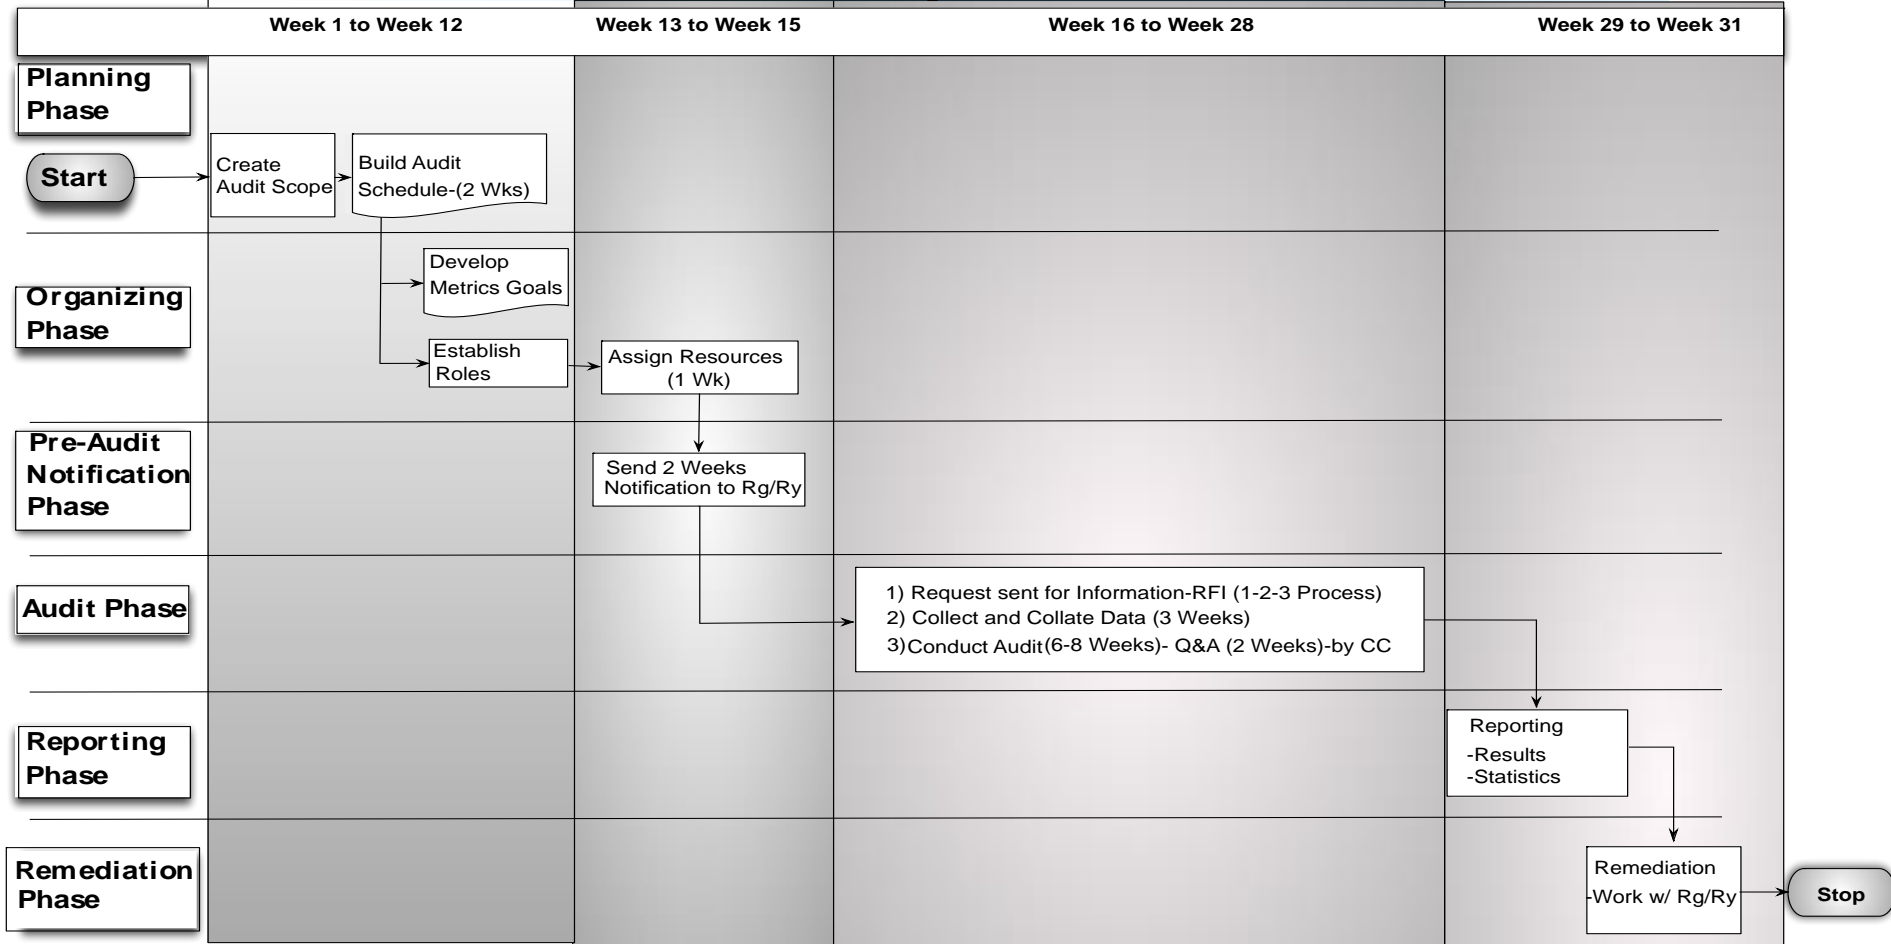 Week 1 to Week 12
Week 13 to Week 15
Week 16 to Week 28
Week 29 to Week 31
Planning
Phase
Start
Create
Audit Scope
Build Audit
Schedule-(2 Wks)
Organizing
Phase
Develop
Metrics Goals
Establish
Roles
Assign Resources
(1 Wk)
Pre-Audit
Notification
Phase
Send 2 Weeks
Notification to Rg/Ry
Audit Phase
1) Request sent for Information-RFI (1-2-3 Process)
2) Collect and Collate Data (3 Weeks)
3)Conduct Audit(6-8 Weeks)- Q&A (2 Weeks)-by CC
Reporting
Phase
Reporting
-Results
-Statistics
Remediation
Phase
Remediation
-Work w/ Rg/Ry
Stop